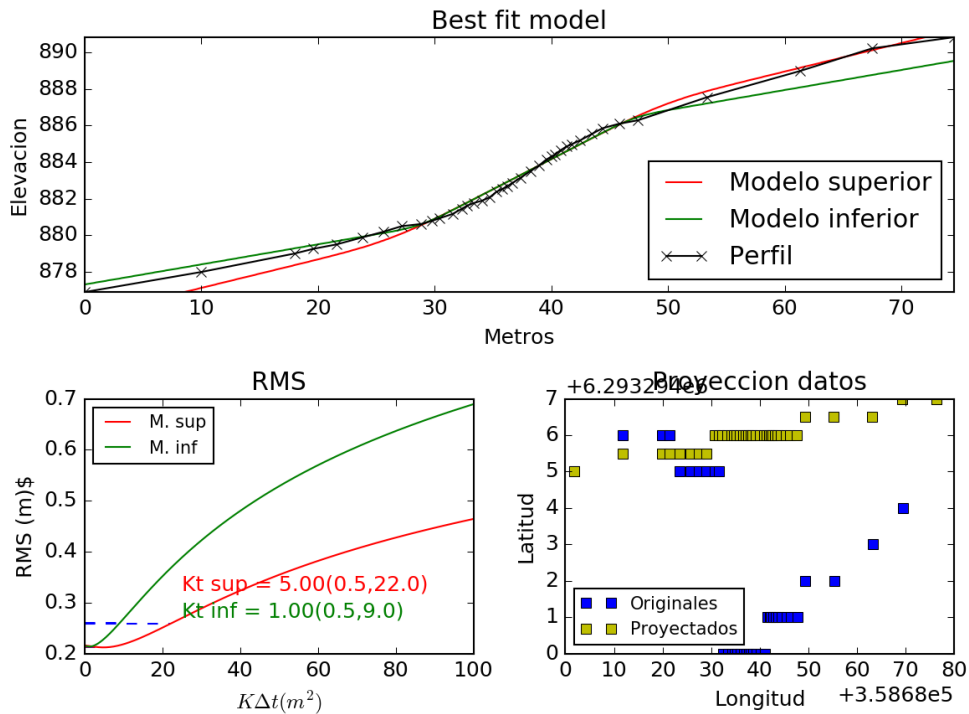 Best fit model
890
888
886
884
882
880
878
Elevacion
Modelo superior
Modelo inferior
Perfil
0 10 20 30 40 50 60 70
Metros
RMS
0.7
0.6
0.5
0.4
0.3
0.2
RMS (m)$
M. sup
M. inf
Kt sup = 5.00(0.5,22.0)
Kt inf = 1.00(0.5,9.0)
0 20 40 60 80 100
KΔt(m²)
Proyeccion datos
+6.293294e6
7
6
5
4
3
2
1
0
Latitud
Originales
Proyectados
0 10 20 30 40 50 60 70 80
Longitud
+3.5868e5